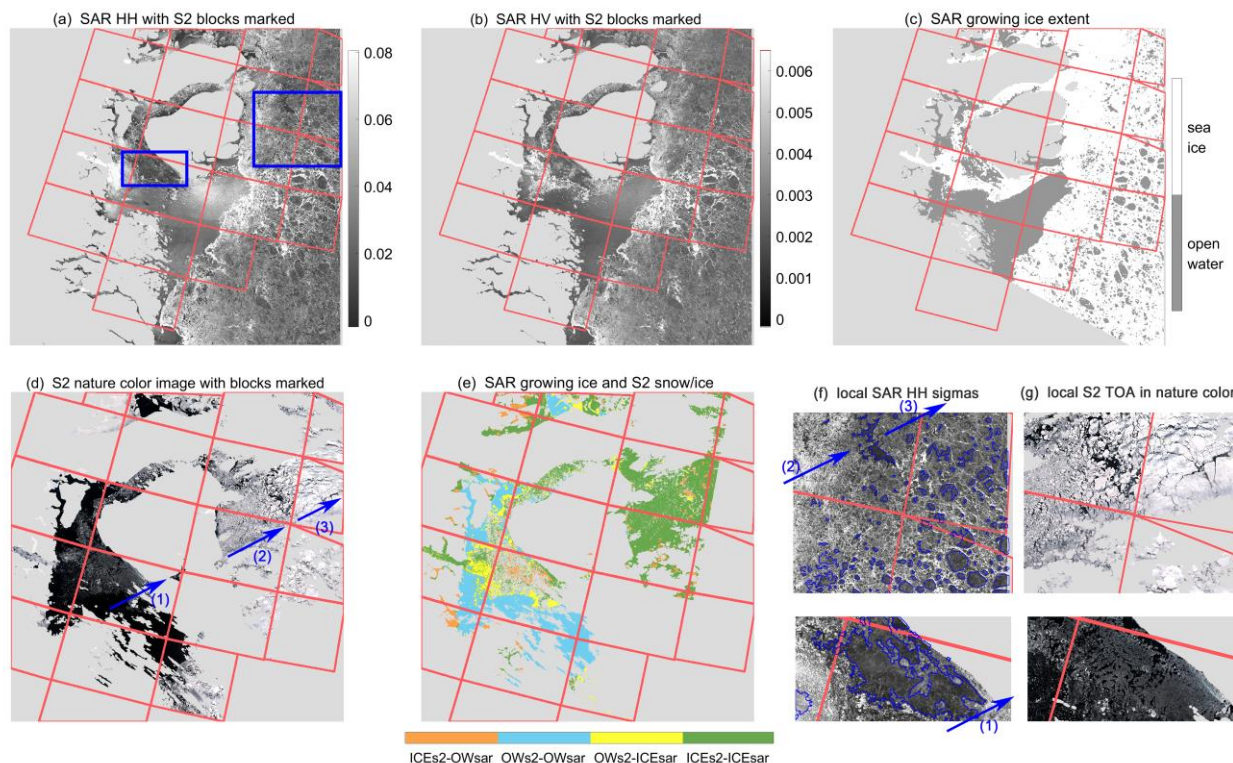 (a) SAR HH with S2 blocks marked
(b) SAR HV with S2 blocks marked
(c) SAR growing ice extent
0.08
0.06
0.04
0.02
0
0.006
0.005
0.004
0.003
0.002
0.001
0
sea
ice
open
water
(d) S2 nature color image with blocks marked
(e) SAR growing ice and S2 snow/ice
(f) local SAR HH sigmas
(g) local S2 TOA in nature color
(1)
(2)
(3)
(2)
(3)
(1)
ICEs2-OWsar
OWs2-OWsar
OWs2-ICEsar
ICEs2-ICEsar